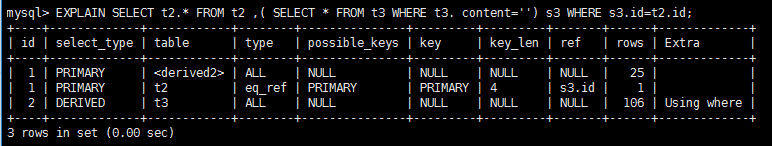 mysql> EXPLAIN SELECT t2.* FROM t2 ,( SELECT * FROM t3 WHERE t3. content='') s3 WHERE s3.id=t2.id;
+----+-------------+------------+--------+---------------+---------+---------+-------+------+-------------+
| id | select_type | table | type | possible_keys | key | key_len | ref | rows | Extra |
+----+-------------+------------+--------+---------------+---------+---------+-------+------+-------------+
| 1 | PRIMARY | <derived2> | ALL | NULL | NULL | NULL | NULL | 25 | |
| 1 | PRIMARY | t2 | eq_ref | PRIMARY | PRIMARY | 4 | s3.id | 1 | |
| 2 | DERIVED | t3 | ALL | NULL | NULL | NULL | NULL | 106 | Using where |
+----+-------------+------------+--------+---------------+---------+---------+-------+------+-------------+
3 rows in set (0.00 sec)